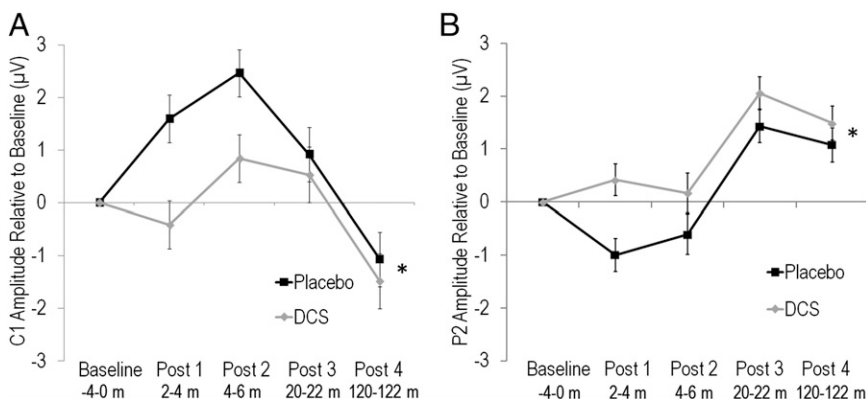 A
C1 Amplitude Relative to Baseline (µV)
3
2
1
0
-1
-2
-3
Placebo
DCS
*
Baseline Post 1 Post 2 Post 3 Post 4
-4-0 m 2-4 m 4-6 m 20-22 m 120-122 m
B
P2 Amplitude Relative to Baseline (µV)
3
2
1
0
-1
-2
-3
*
Placebo
DCS
Baseline Post 1 Post 2 Post 3 Post 4
-4-0 m 2-4 m 4-6 m 20-22 m 120-122 m